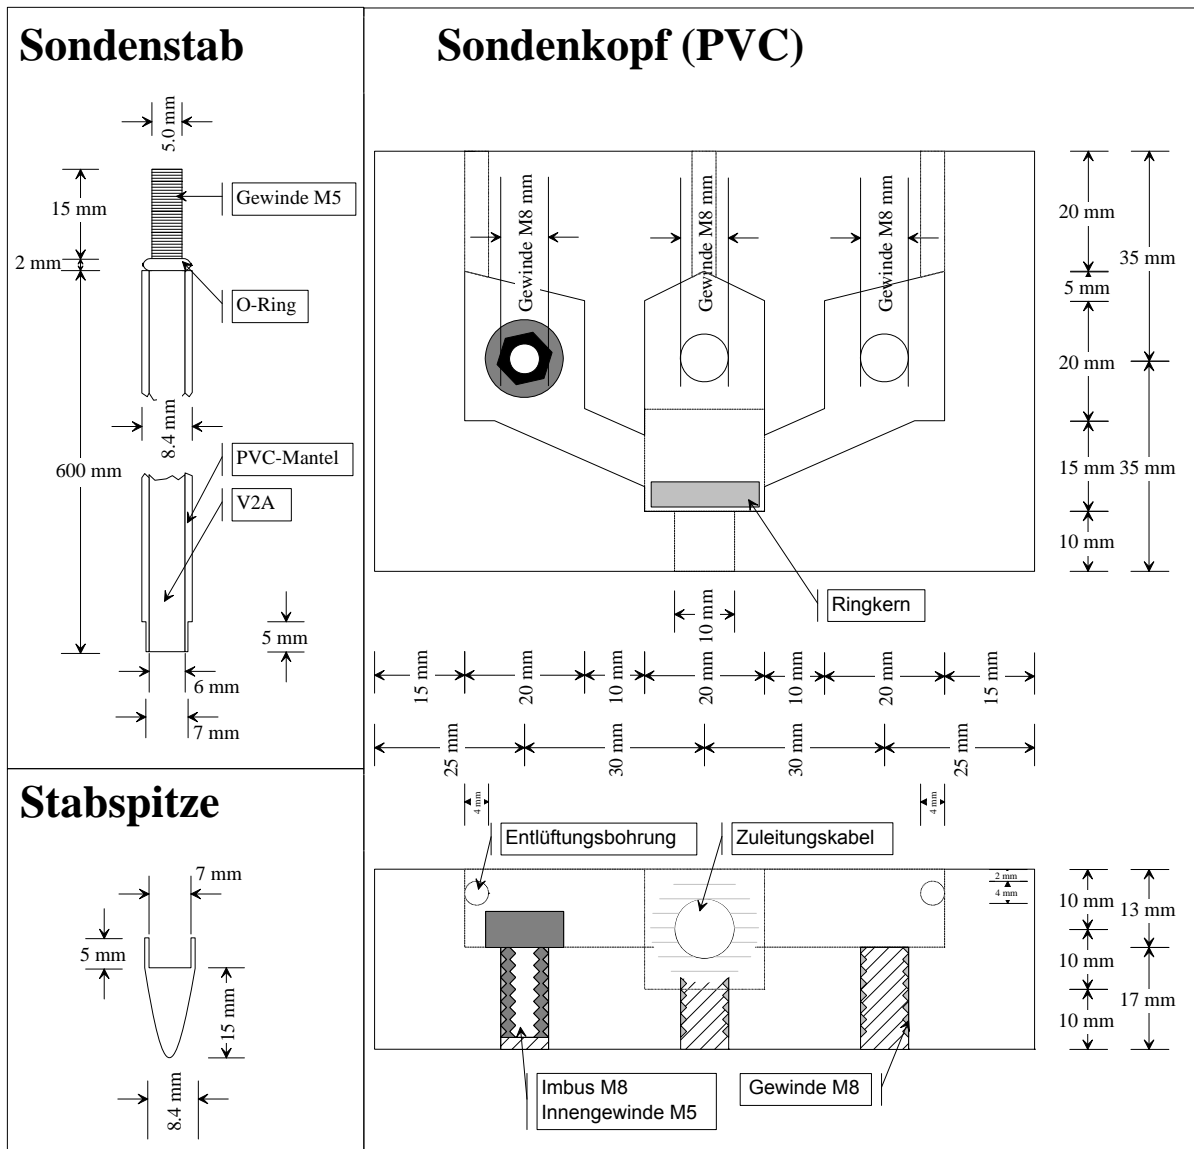 Sondenstab
5.0 mm
15 mm
Gewinde M5
2 mm
O-Ring
8.4 mm
600 mm
PVC-Mantel
V2A
5 mm
6 mm
7 mm
Stabspitze
7 mm
5 mm
15 mm
8.4 mm
Sondenkopf (PVC)
Gewinde M8 mm
Gewinde M8 mm
Gewinde M8 mm
20 mm
35 mm
5 mm
20 mm
15 mm
35 mm
10 mm
Ringkern
10 mm
15 mm
20 mm
10 mm
20 mm
10 mm
20 mm
15 mm
25 mm
30 mm
30 mm
25 mm
4 mm
4 mm
Entlüftungsbohrung
Zuleitungskabel
2 mm
4 mm
10 mm
13 mm
10 mm
17 mm
10 mm
Imbus M8
Innengewinde M5
Gewinde M8